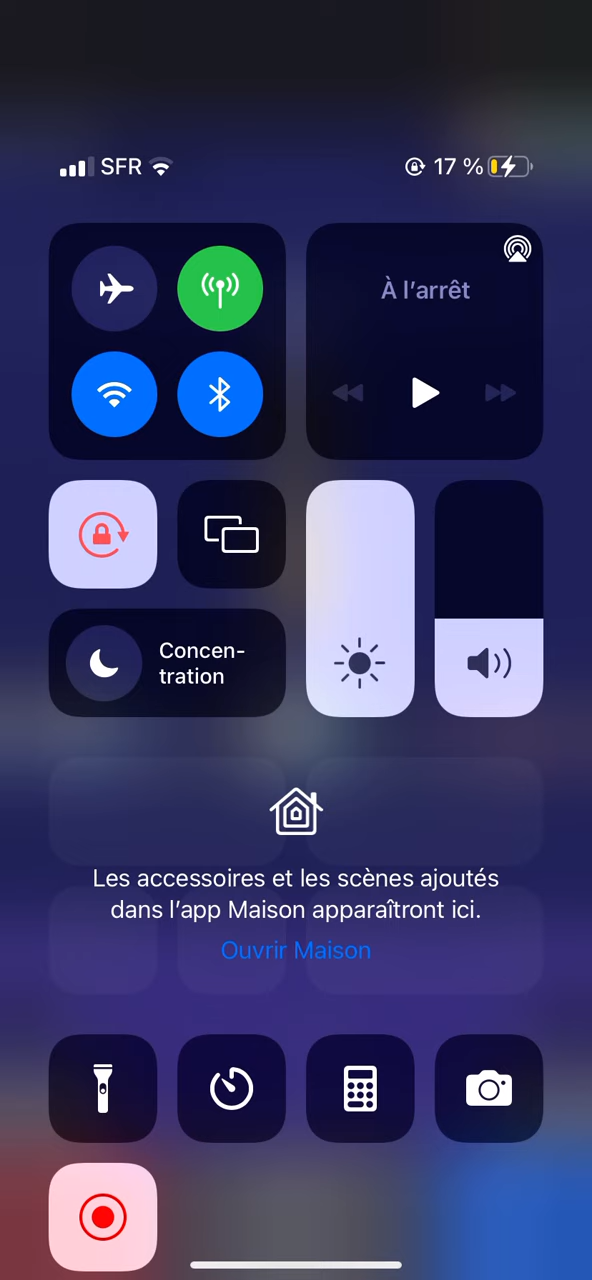 SFR 17 %
À l’arrêt
Concen-
tration
Les accessoires et les scènes ajoutés
dans l’app Maison apparaîtront ici.
Ouvrir Maison